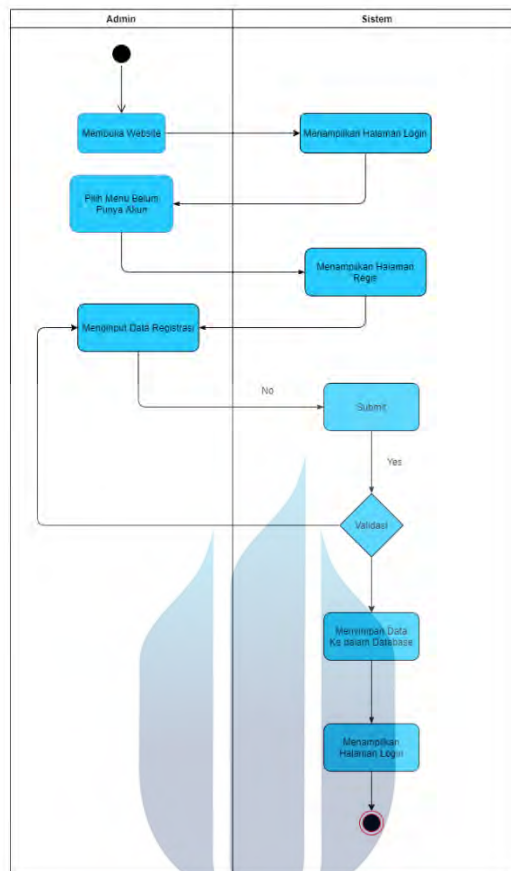 Admin
Sistem
Membuka Website
Menampilkan Halaman Login
Pilih Menu Belum
Punya Akun
Menampilkan Halaman
Regis
Menginput Data Registrasi
No
Submit
Yes
Validasi
Menyimpan Data
Ke dalam Database
Menampilkan
Halaman Login